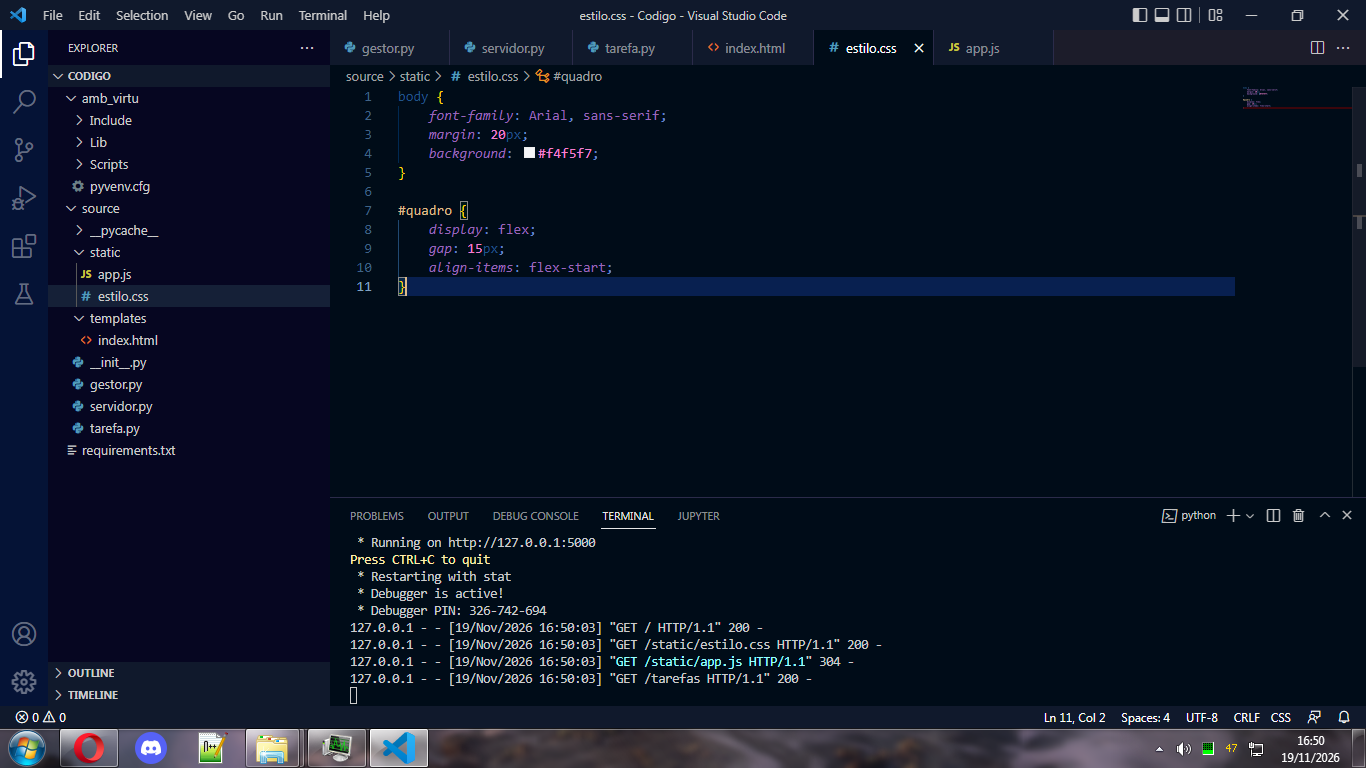 File Edit Selection View Go Run Terminal Help
estilo.css - Codigo - Visual Studio Code
EXPLORER
CODIGO
amb_virtu
Include
Lib
Scripts
pyvenv.cfg
source
__pycache__
static
JS app.js
# estilo.css
templates
<> index.html
__init__.py
gestor.py
servidor.py
tarefa.py
requirements.txt
OUTLINE
TIMELINE
gestor.py servidor.py tarefa.py <> index.html # estilo.css JS app.js
source > static > # estilo.css > #quadro
1 body {
2 font-family: Arial, sans-serif;
3 margin: 20px;
4 background: #f4f5f7;
5 }
6
7 #quadro {
8 display: flex;
9 gap: 15px;
10 align-items: flex-start;
11 }
PROBLEMS OUTPUT DEBUG CONSOLE TERMINAL JUPYTER
python
* Running on http://127.0.0.1:5000
Press CTRL+C to quit
* Restarting with stat
* Debugger is active!
* Debugger PIN: 326-742-694
127.0.0.1 - - [19/Nov/2026 16:50:03] "GET / HTTP/1.1" 200 -
127.0.0.1 - - [19/Nov/2026 16:50:03] "GET /static/estilo.css HTTP/1.1" 200 -
127.0.0.1 - - [19/Nov/2026 16:50:03] "GET /static/app.js HTTP/1.1" 304 -
127.0.0.1 - - [19/Nov/2026 16:50:03] "GET /tarefas HTTP/1.1" 200 -
0 0
Ln 11, Col 2 Spaces: 4 UTF-8 CRLF CSS
47
16:50
19/11/2026